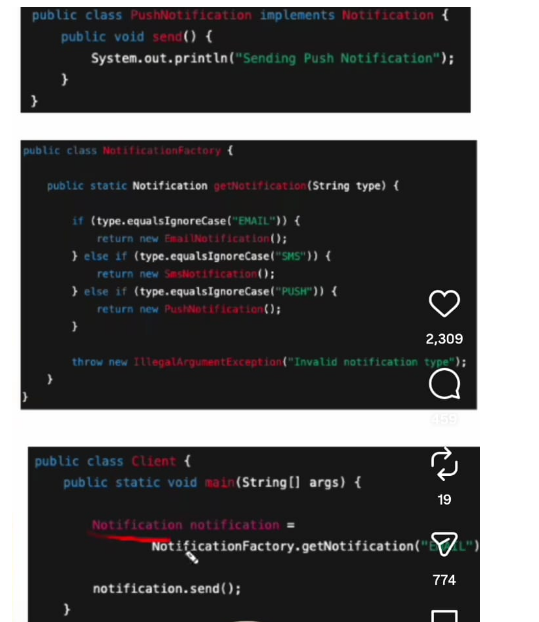 public class PushNotification implements Notification {
public void send() {
System.out.println("Sending Push Notification");
}
}
public class NotificationFactory {
public static Notification getNotification(String type) {
if (type.equalsIgnoreCase("EMAIL")) {
return new EmailNotification();
} else if (type.equalsIgnoreCase("SMS")) {
return new SmsNotification();
} else if (type.equalsIgnoreCase("PUSH")) {
return new PushNotification();
}
throw new IllegalArgumentException("Invalid notification type");
}
}
2,309
459
public class Client {
public static void main(String[] args) {
Notification notification =
NotificationFactory.getNotification("EMAIL")
notification.send();
}
19
774